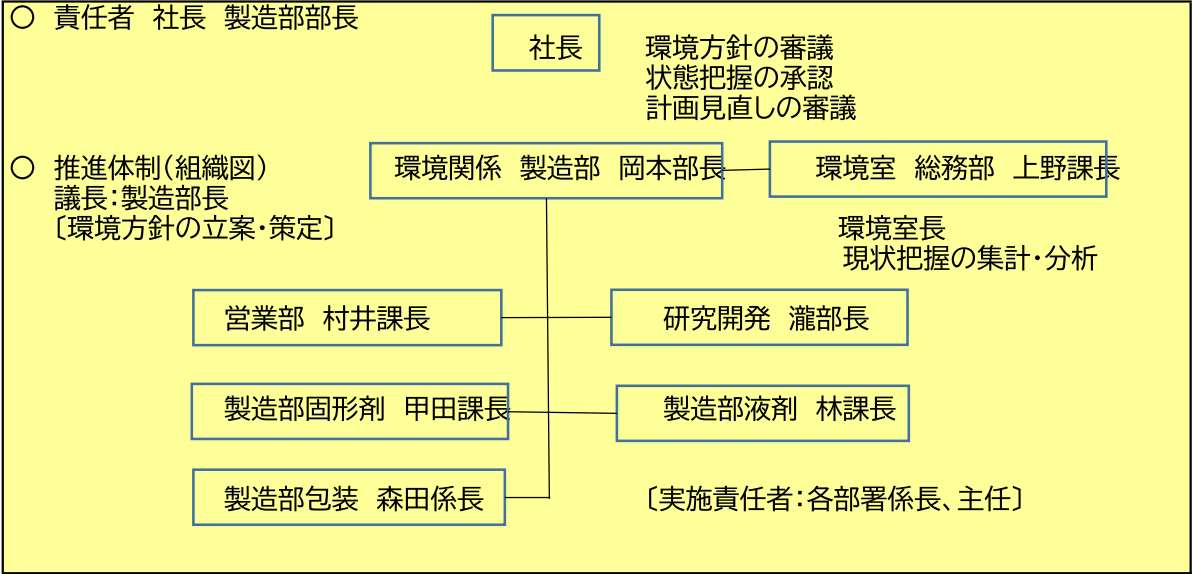 ○ 責任者 社長 製造部部長
社長
環境方針の審議
状態把握の承認
計画見直しの審議
○ 推進体制(組織図)
議長:製造部長
〔環境方針の立案・策定〕
環境関係 製造部 岡本部長
環境室 総務部 上野課長
環境室長
現状把握の集計・分析
営業部 村井課長
研究開発 瀧部長
製造部固形剤 甲田課長
製造部液剤 林課長
製造部包装 森田係長
〔実施責任者:各部署係長、主任〕